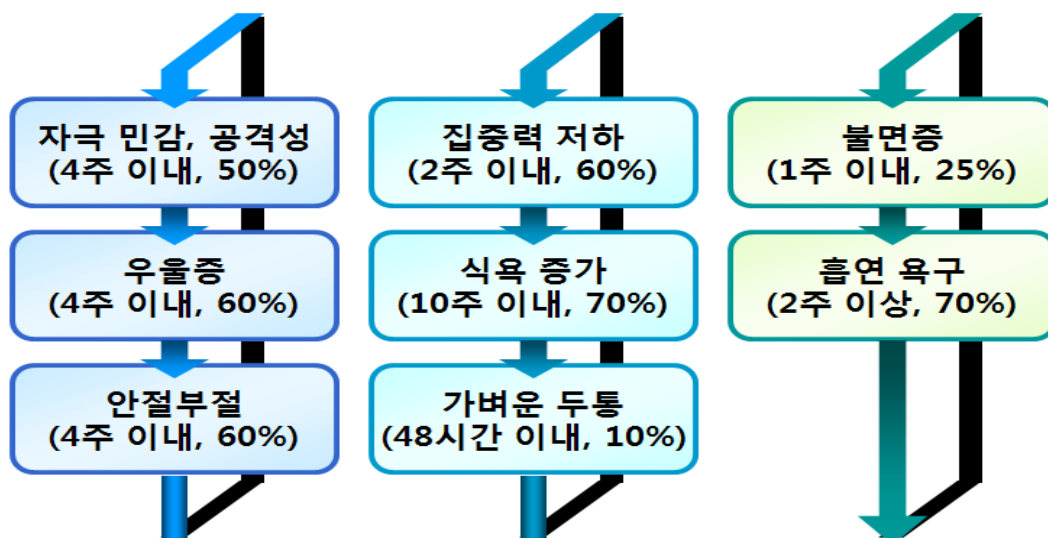 자극 민감, 공격성
(4주 이내, 50%)
우울증
(4주 이내, 60%)
안절부절
(4주 이내, 60%)
집중력 저하
(2주 이내, 60%)
식욕 증가
(10주 이내, 70%)
가벼운 두통
(48시간 이내, 10%)
불면증
(1주 이내, 25%)
흡연 욕구
(2주 이상, 70%)